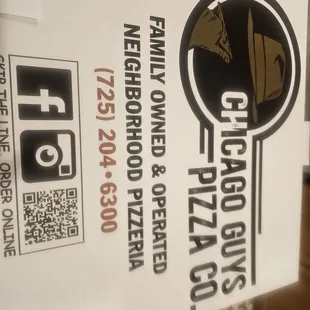 CHICAGO GUYS
PIZZA CO.
FAMILY OWNED & OPERATED
NEIGHBORHOOD PIZZERIA
(725) 204•6300
f
SKIP THE LINE, ORDER ONLINE